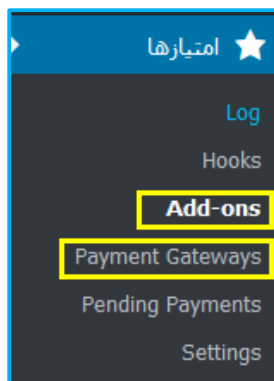 امتیازها
Log
Hooks
Add-ons
Payment Gateways
Pending Payments
Settings